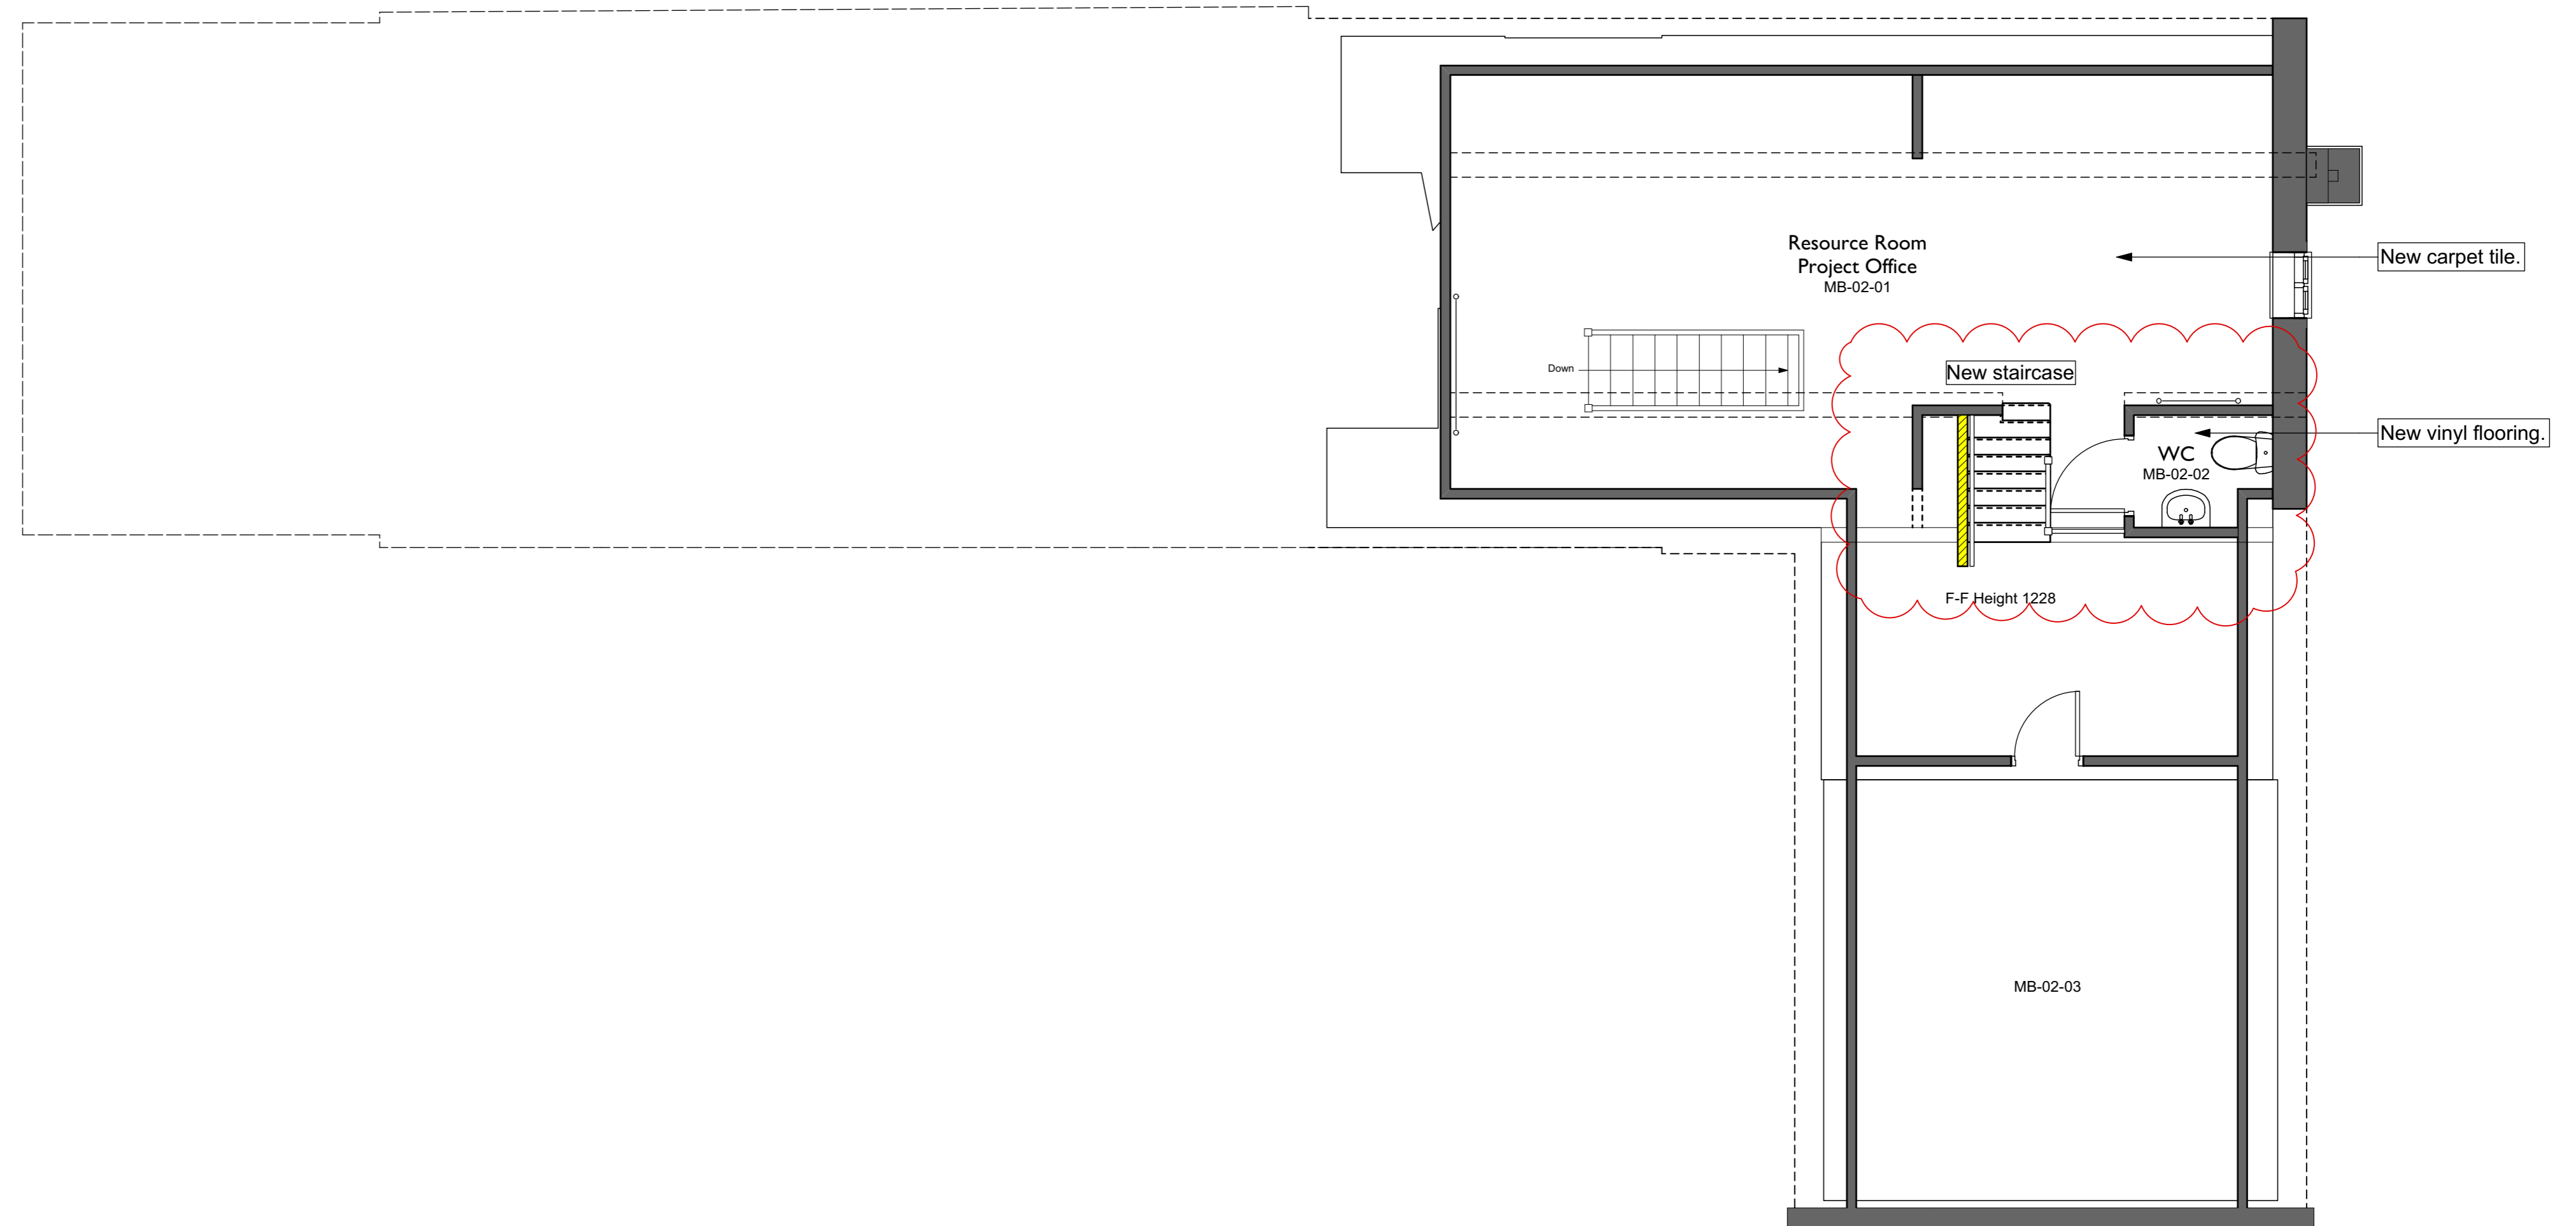 Resource Room
Project Office
MB-02-01
New carpet tile.
Down
New staircase
New vinyl flooring.
WC
MB-02-02
F-F Height 1228
MB-02-03